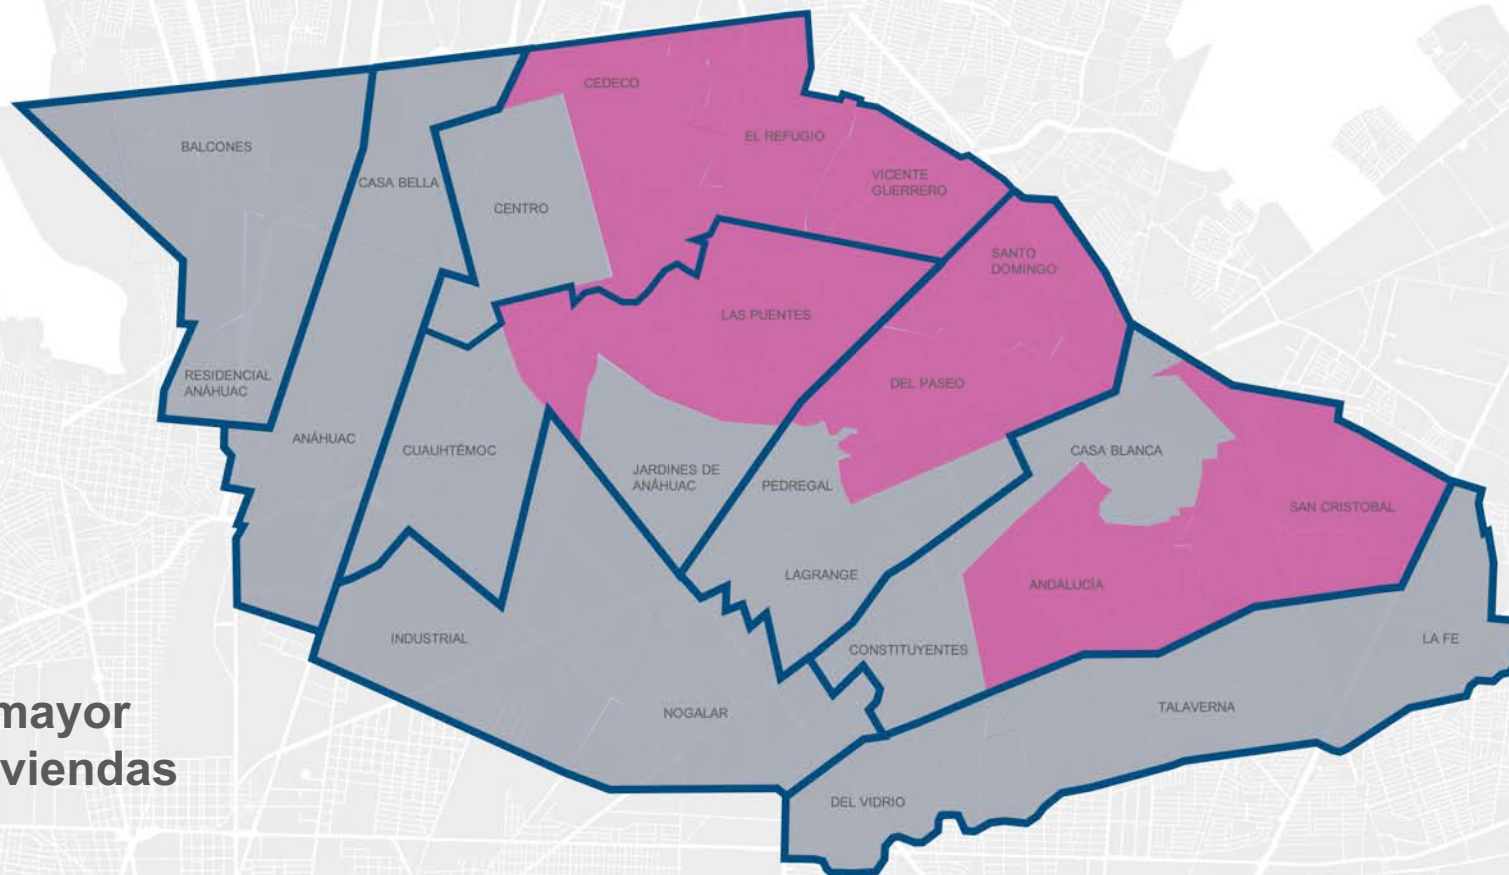 CEDECO
BALCONES
EL REFUGIO
CASA BELLA
VICENTE
GUERRERO
CENTRO
SANTO
DOMINGO
LAS PUENTES
RESIDENCIAL
ANÁHUAC
DEL PASEO
ANÁHUAC
CUAUHTÉMOC
CASA BLANCA
JARDINES DE
ANÁHUAC
PEDREGAL
SAN CRISTOBAL
LAGRANGE
ANDALUCÍA
INDUSTRIAL
CONSTITUYENTES
LA FE
NOGALAR
TALAVERNA
mayor
viviendas
DEL VIDRIO